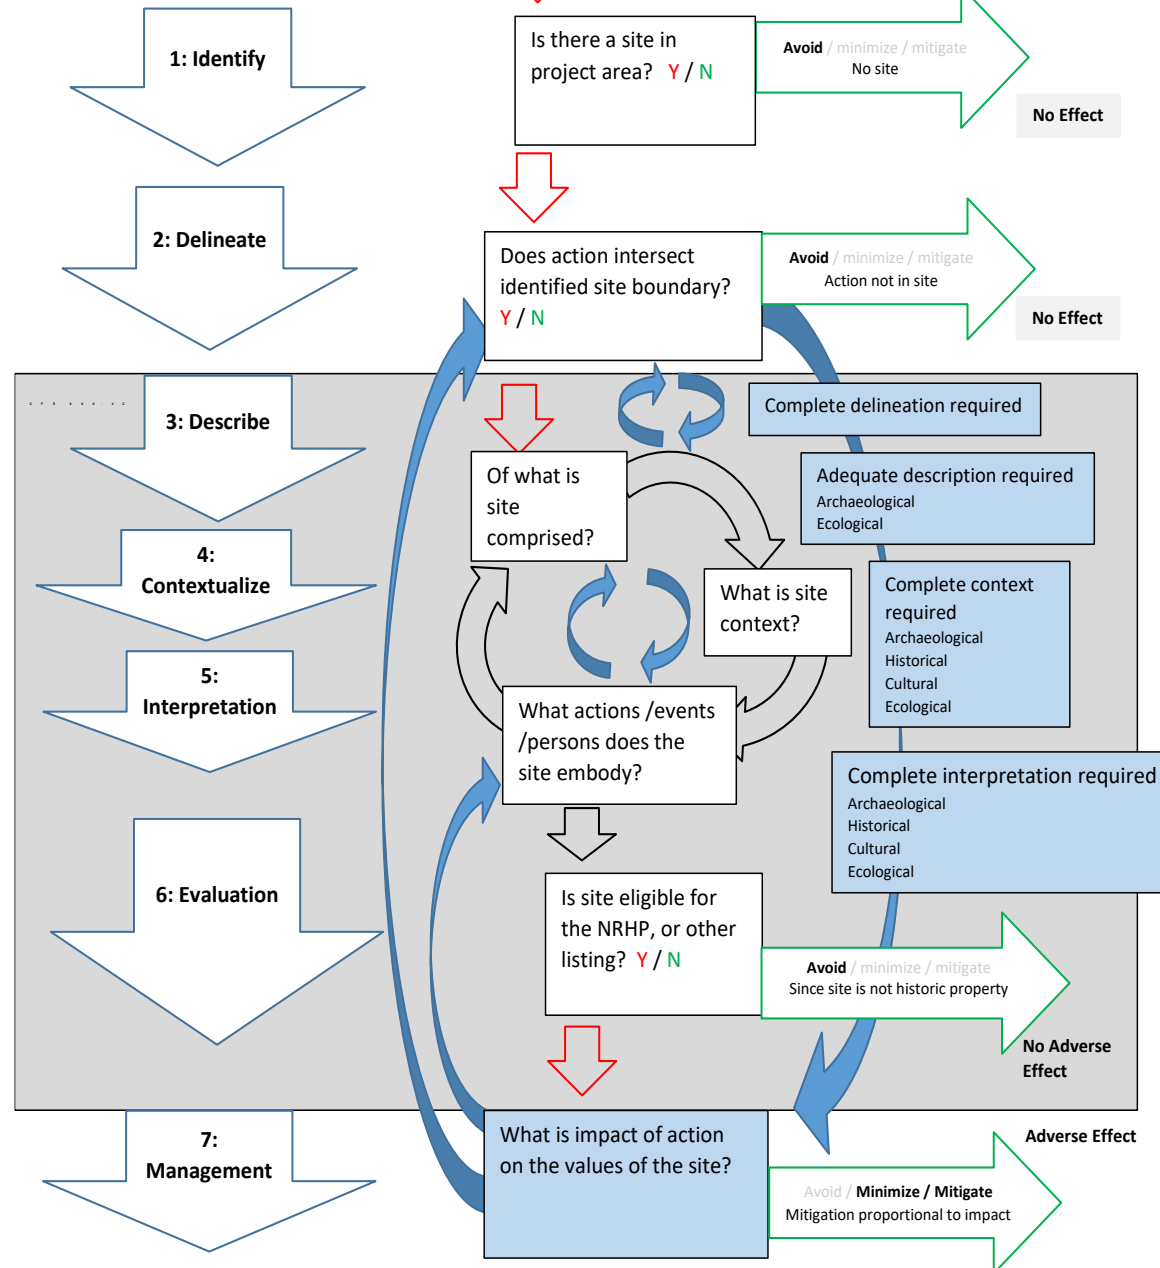 1: Identify
Is there a site in
project area? Y / N
Avoid / minimize / mitigate
No site
No Effect
2: Delineate
Does action intersect
identified site boundary?
Y / N
Avoid / minimize / mitigate
Action not in site
No Effect
3: Describe
Complete delineation required
Of what is
site
comprised?
Adequate description required
Archaeological
Ecological
4:
Contextualize
What is site
context?
Complete context
required
Archaeological
Historical
Cultural
Ecological
5:
Interpretation
What actions /events
/persons does the
site embody?
Complete interpretation required
Archaeological
Historical
Cultural
Ecological
6: Evaluation
Is site eligible for
the NRHP, or other
listing? Y / N
Avoid / minimize / mitigate
Since site is not historic property
No Adverse
Effect
7:
Management
What is impact of action
on the values of the site?
Adverse Effect
Avoid / Minimize / Mitigate
Mitigation proportional to impact